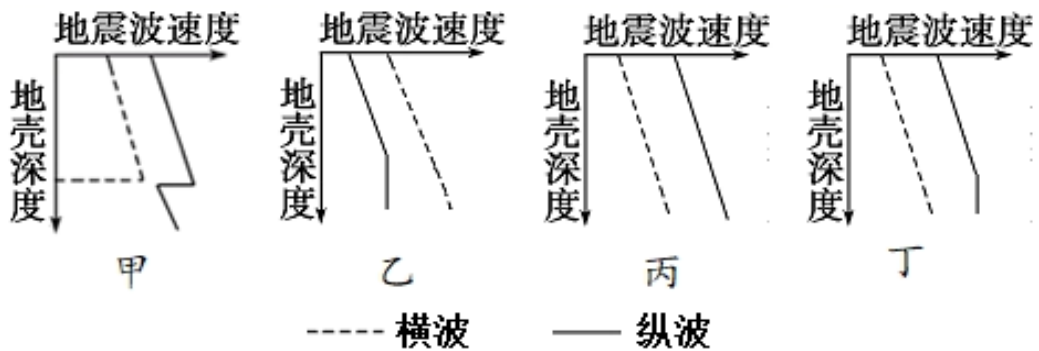 地震波速度 地震波速度 地震波速度 地震波速度
地壳深度 地壳深度 地壳深度 地壳深度
甲 乙 丙 丁
横波 纵波